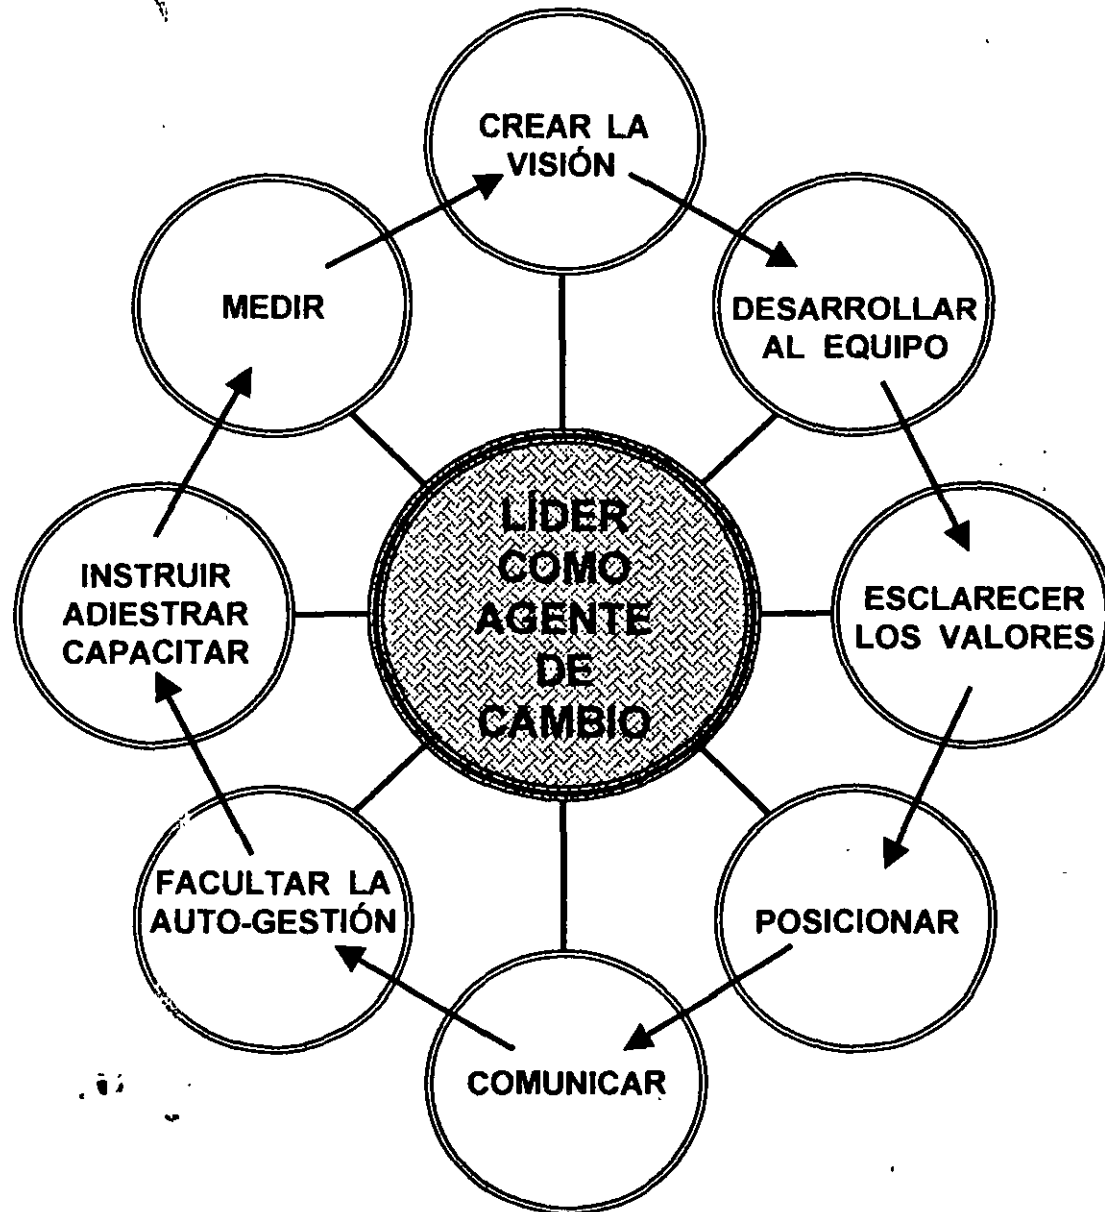 CREAR LA
VISIÓN
DESARROLLAR
AL EQUIPO
ESCLARECER
LOS VALORES
POSICIONAR
COMUNICAR
FACULTAR LA
AUTO-GESTIÓN
INSTRUIR
ADIESTRAR
CAPACITAR
MEDIR
LÍDER
COMO
AGENTE
DE
CAMBIO